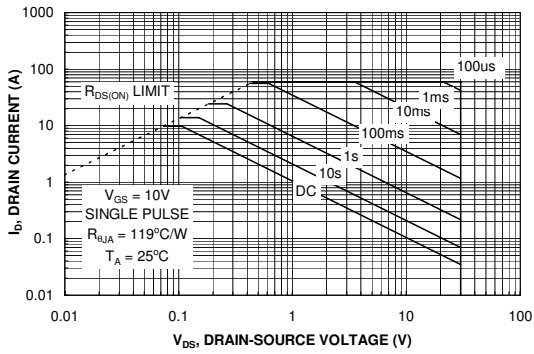 1000
100
10
1
0.1
0.01
I_D, DRAIN CURRENT (A)
100us
R_DS(ON) LIMIT
1ms
10ms
100ms
1s
10s
DC
V_GS = 10V
SINGLE PULSE
R_θJA = 119°C/W
T_A = 25°C
0.01 0.1 1 10 100
V_DS, DRAIN-SOURCE VOLTAGE (V)